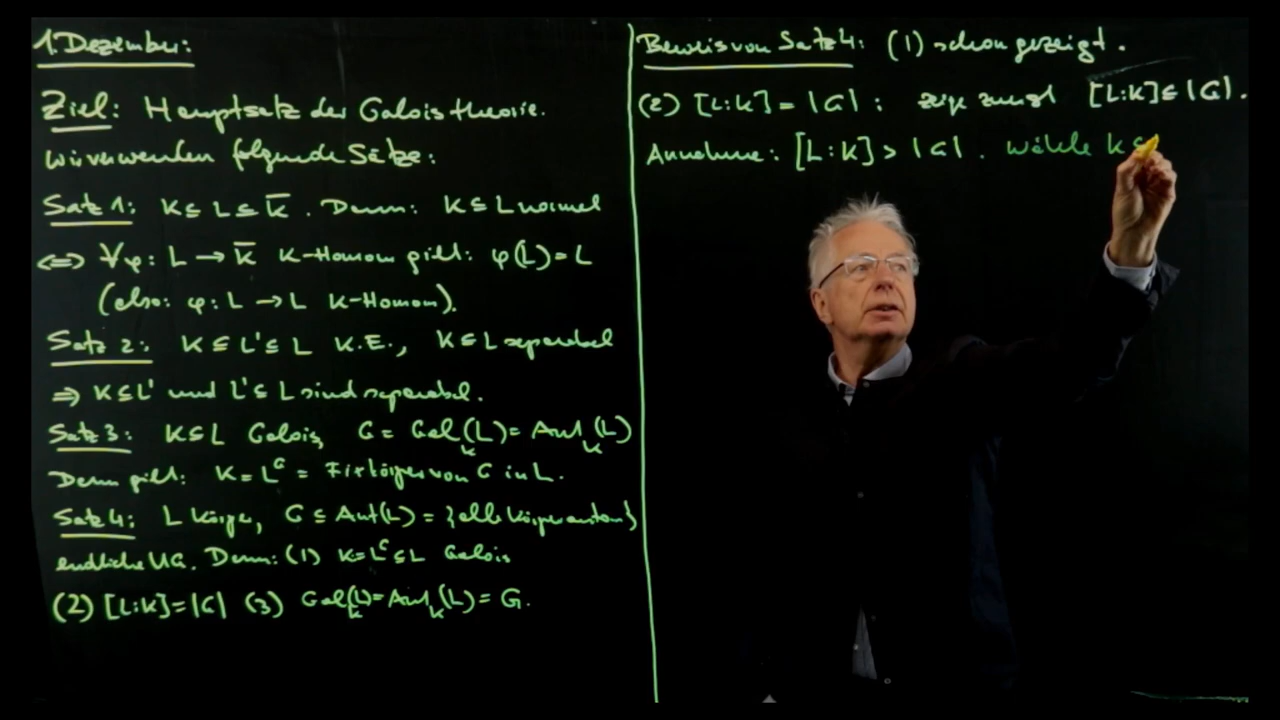 1. Dezember:
Ziel: Hauptsatz der Galoistheorie.
Wir verwenden folgende Sätze:
Satz 1: K ⊆ L ⊆ K̅. Dann: K ⊆ L normal
⇔ ∀φ: L → K̅ K-Homom gilt: φ(L) = L
(also: φ: L → L K-Homom).
Satz 2: K ⊆ L' ⊆ L K.E., K ⊆ L separabel
⇒ K ⊆ L' und L' ⊆ L sind separabel.
Satz 3: K ⊆ L Galois, G = Gal_K(L) = Aut_K(L)
Dann gilt: K = L^G = Fixkörper von G in L.
Satz 4: L Körper, G ⊆ Aut(L) = {alle Körperautom}
endliche UG. Dann: (1) K = L^G ⊆ L Galois
(2) [L:K] = |G| (3) Gal_K(L) = Aut_K(L) = G.
Beweis von Satz 4: (1) schon gezeigt.
(2) [L:K] = |G|: zeige zuerst [L:K] ≤ |G|.
Annahme: [L:K] > |G|. Wähle K ⊆